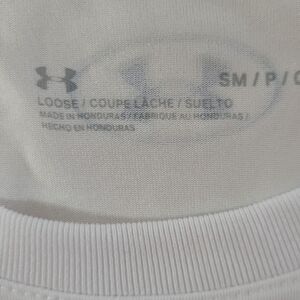 SM / P / 
LOOSE / COUPE LÂCHE / SUELTO
MADE IN HONDURAS / FABRIQUÉ AU HONDURAS /
HECHO EN HONDURAS